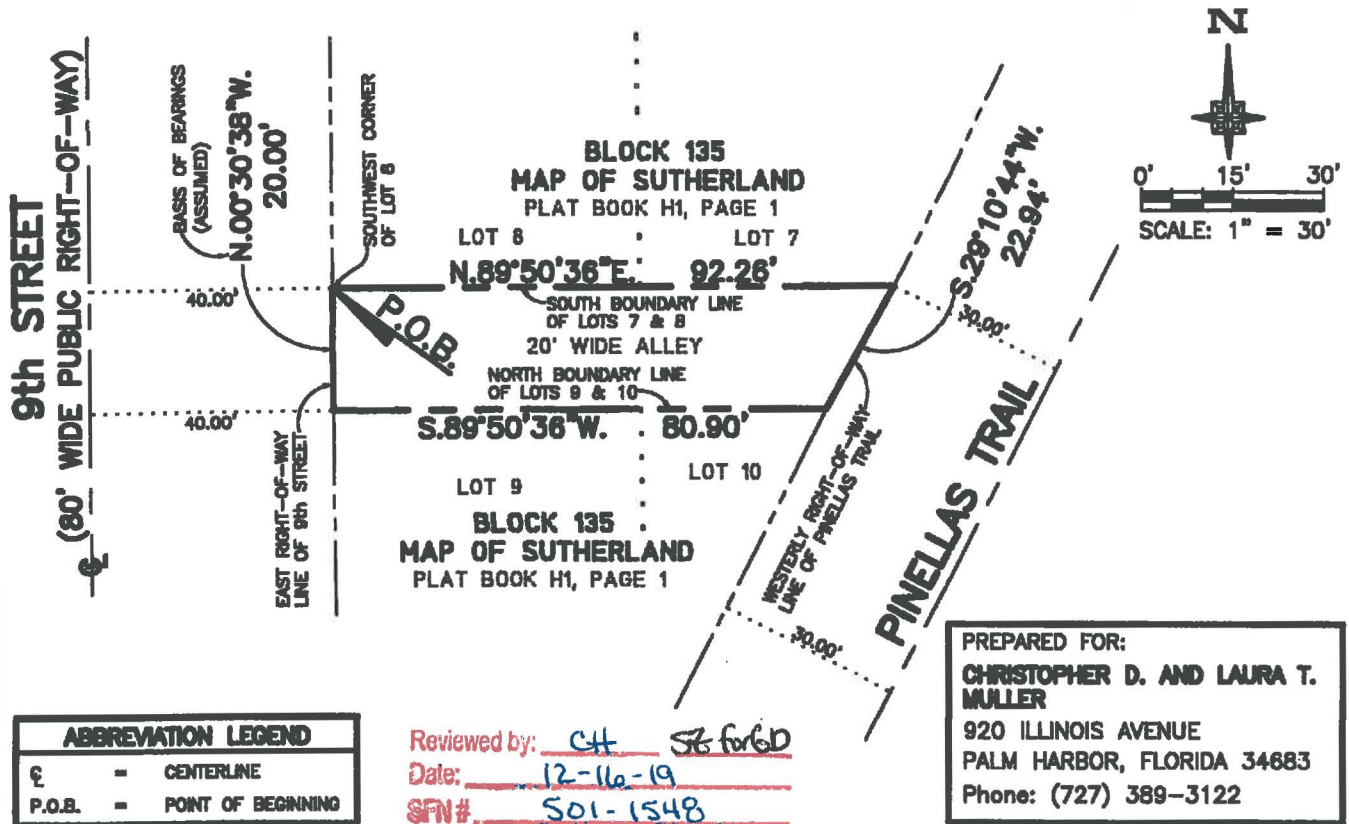 N
0' 15' 30'
SCALE: 1" = 30'
9th STREET
(80' WIDE PUBLIC RIGHT-OF-WAY)
BASIS OF BEARINGS
(ASSUMED)
N.00°30'38"W.
20.00'
SOUTHWEST CORNER
OF LOT 8
BLOCK 135
MAP OF SUTHERLAND
PLAT BOOK H1, PAGE 1
LOT 8
LOT 7
S.29°10'44"W.
22.94'
N.89°50'36"E. 92.26'
40.00'
P.O.B.
SOUTH BOUNDARY LINE
OF LOTS 7 & 8
20' WIDE ALLEY
NORTH BOUNDARY LINE
OF LOTS 9 & 10
30.00'
40.00'
S.89°50'36"W. 80.90'
EAST RIGHT-OF-WAY
LINE OF 9th STREET
LOT 9
LOT 10
BLOCK 135
MAP OF SUTHERLAND
PLAT BOOK H1, PAGE 1
WESTERLY RIGHT-OF-WAY
LINE OF PINELLAS TRAIL
PINELLAS TRAIL
30.00'
℄
PREPARED FOR:
CHRISTOPHER D. AND LAURA T.
MULLER
920 ILLINOIS AVENUE
PALM HARBOR, FLORIDA 34683
Phone: (727) 389-3122
ABBREVIATION LEGEND
℄ = CENTERLINE
P.O.B. = POINT OF BEGINNING
Reviewed by: CH SZ for GD
Date: 12-16-19
SFN# 501-1548